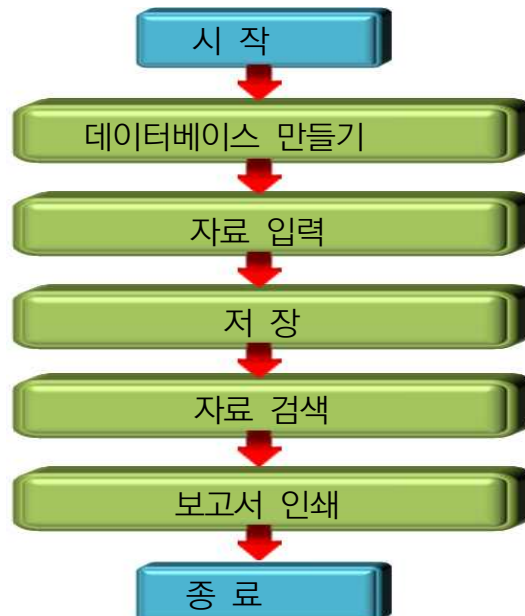 시 작
데이터베이스 만들기
자료 입력
저 장
자료 검색
보고서 인쇄
종 료